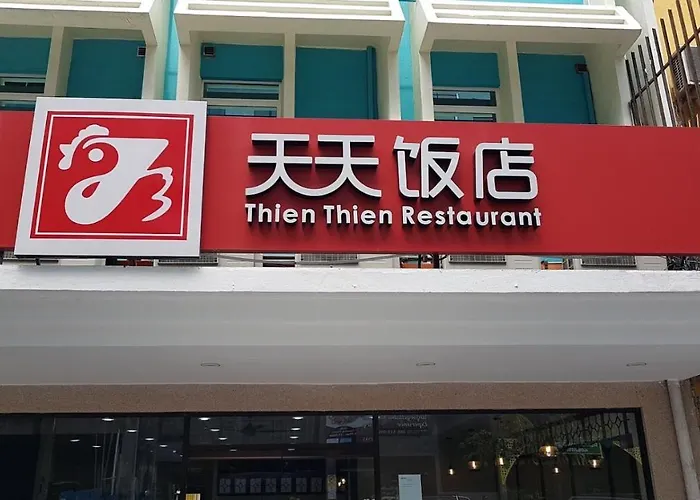 天天饭店
Thien Thien Restaurant